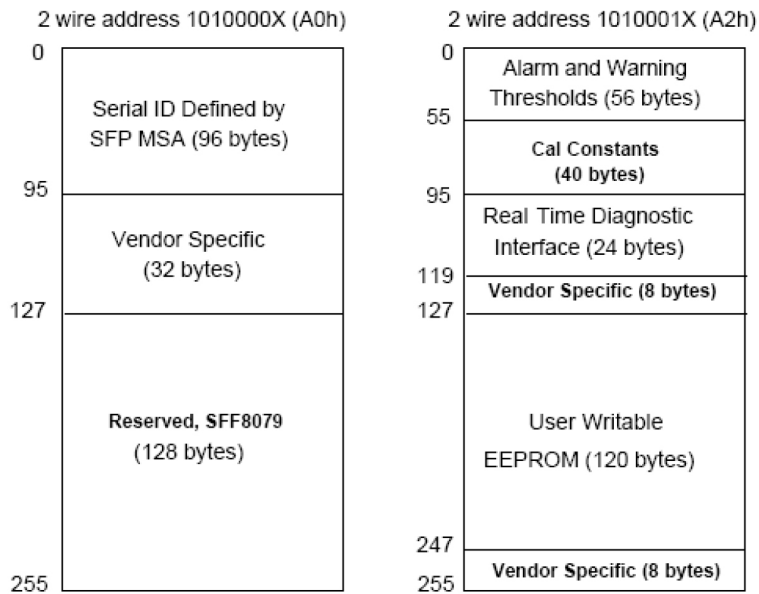 2 wire address 1010000X (A0h)
0
Serial ID Defined by
SFP MSA (96 bytes)
95
Vendor Specific
(32 bytes)
127
Reserved, SFF8079
(128 bytes)
255
2 wire address 1010001X (A2h)
0
Alarm and Warning
Thresholds (56 bytes)
55
Cal Constants
(40 bytes)
95
Real Time Diagnostic
Interface (24 bytes)
119
Vendor Specific (8 bytes)
127
User Writable
EEPROM (120 bytes)
247
Vendor Specific (8 bytes)
255